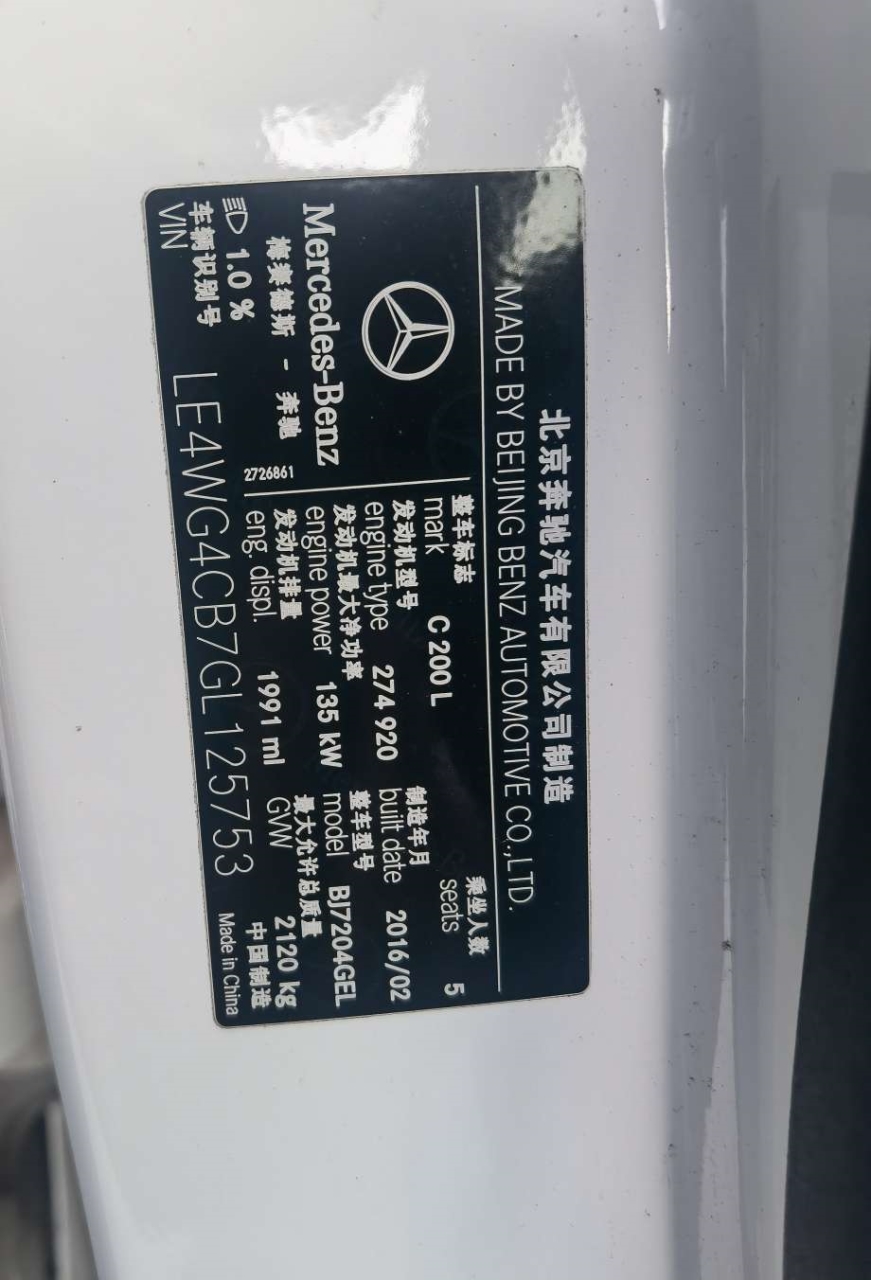 北京奔驰汽车有限公司制造
MADE BY BEIJING BENZ AUTOMOTIVE CO.,LTD.
Mercedes-Benz
梅赛德斯 - 奔驰
1.0 %
2726861
整车标志
mark C 200 L
乘坐人数
seats 5
发动机型号
engine type 274 920
制造年月
built date 2016/02
发动机最大净功率
engine power 135 kW
整车型号
model BJ7204GEL
发动机排量
eng. displ. 1991 ml
最大允许总质量
GVW 2120 kg
车辆识别号
VIN LE4WG4CB7GL125753
中国制造
Made in China